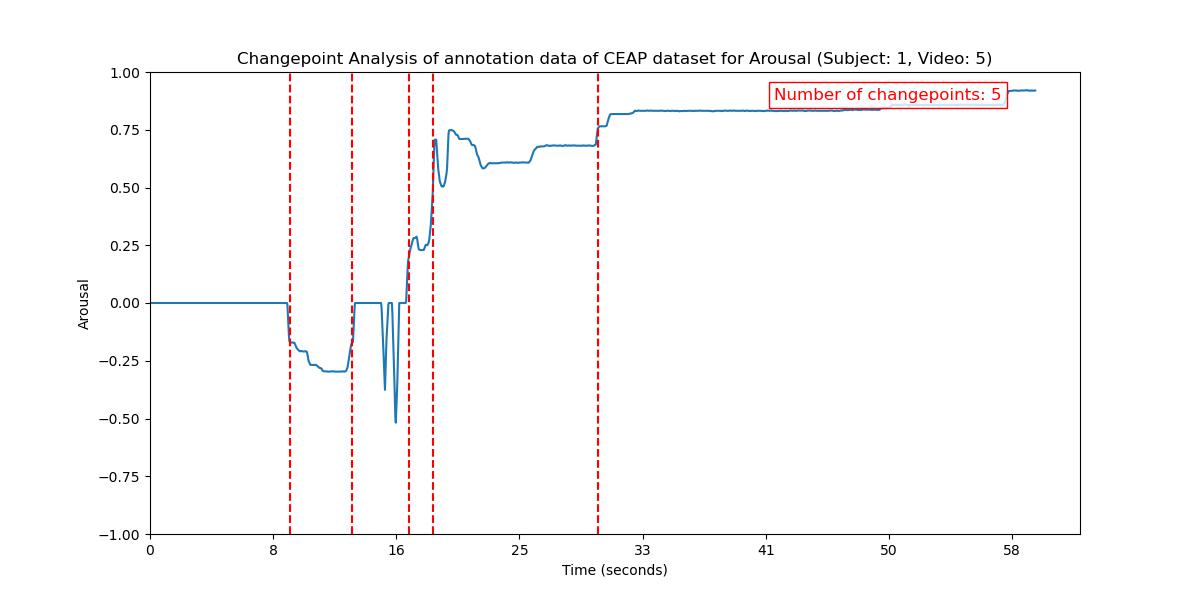 Changepoint Analysis of annotation data of CEAP dataset for Arousal (Subject: 1, Video: 5)
Number of changepoints: 5
1.00
0.75
0.50
0.25
0.00
−0.25
−0.50
−0.75
−1.00
Arousal
0 8 16 25 33 41 50 58
Time (seconds)